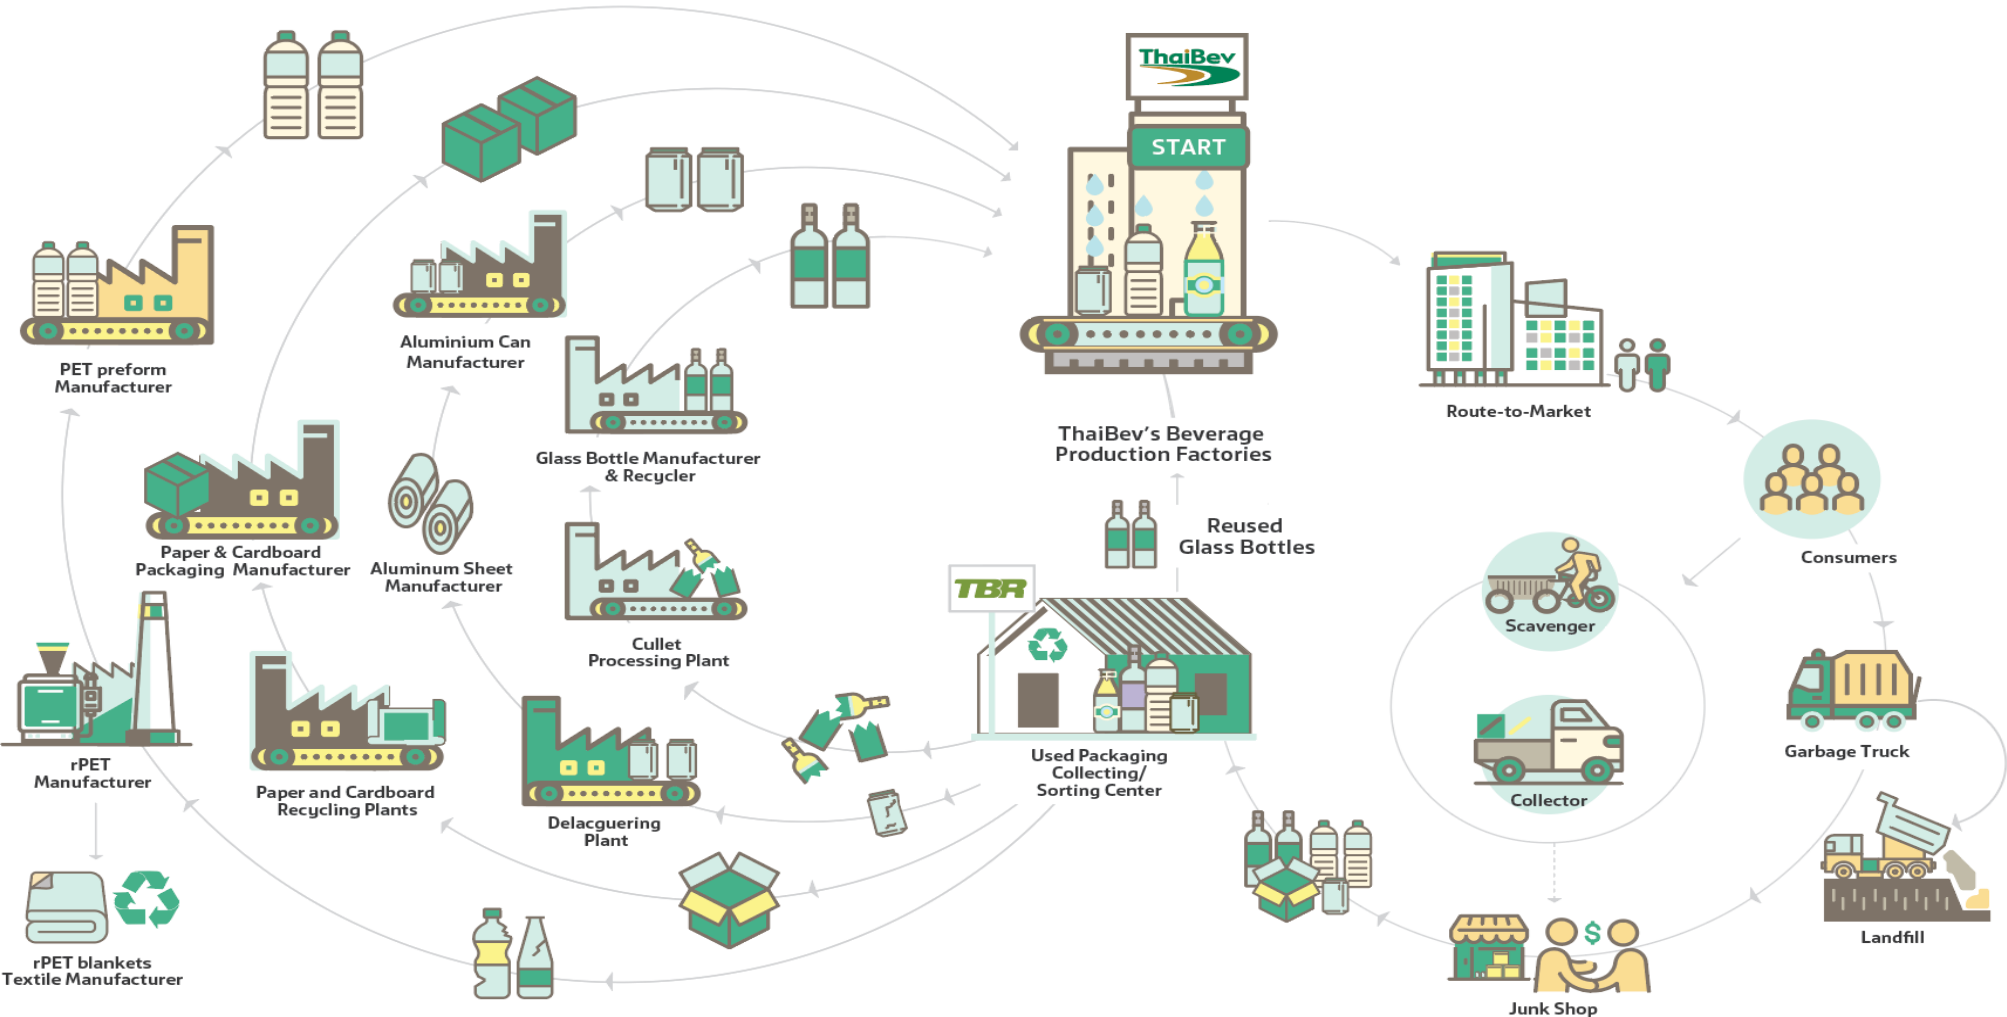 ThaiBev
START
PET preform
Manufacturer
Aluminium Can
Manufacturer
Route-to-Market
Glass Bottle Manufacturer
& Recycler
ThaiBev's Beverage
Production Factories
Paper & Cardboard
Packaging Manufacturer
Aluminum Sheet
Manufacturer
Reused
Glass Bottles
Consumers
TBR
Scavenger
Cullet
Processing Plant
rPET
Manufacturer
Paper and Cardboard
Recycling Plants
Delacguering
Plant
Used Packaging
Collecting/
Sorting Center
Garbage Truck
Collector
$
Landfill
rPET blankets
Textile Manufacturer
Junk Shop